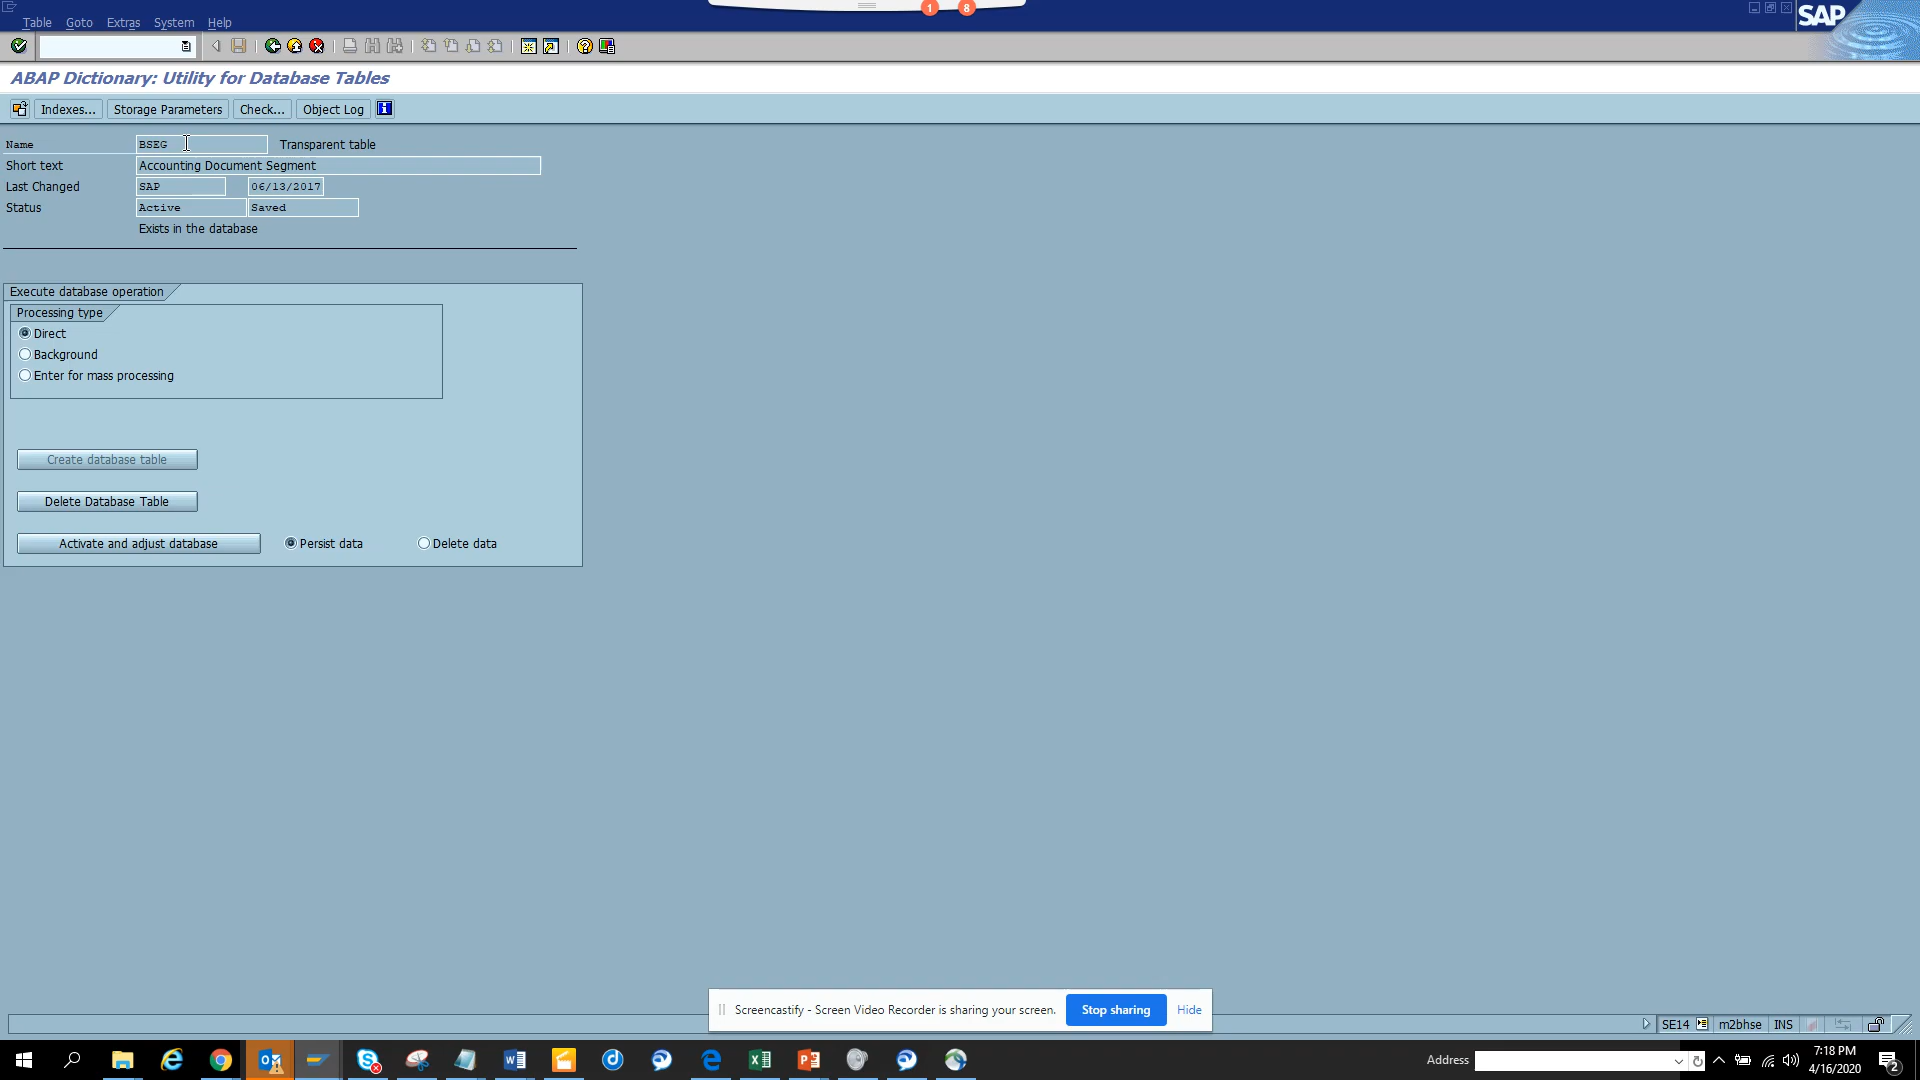 1 8
Table Goto Extras System Help
SAP
ABAP Dictionary: Utility for Database Tables
Indexes... Storage Parameters Check... Object Log
Name BSEG Transparent table
Short text Accounting Document Segment
Last Changed SAP 06/13/2017
Status Active Saved
Exists in the database
Execute database operation
Processing type
Direct
Background
Enter for mass processing
Create database table
Delete Database Table
Activate and adjust database Persist data Delete data
Screencastify - Screen Video Recorder is sharing your screen. Stop sharing Hide
SE14 m2bhse INS
Address
7:18 PM
4/16/2020
2